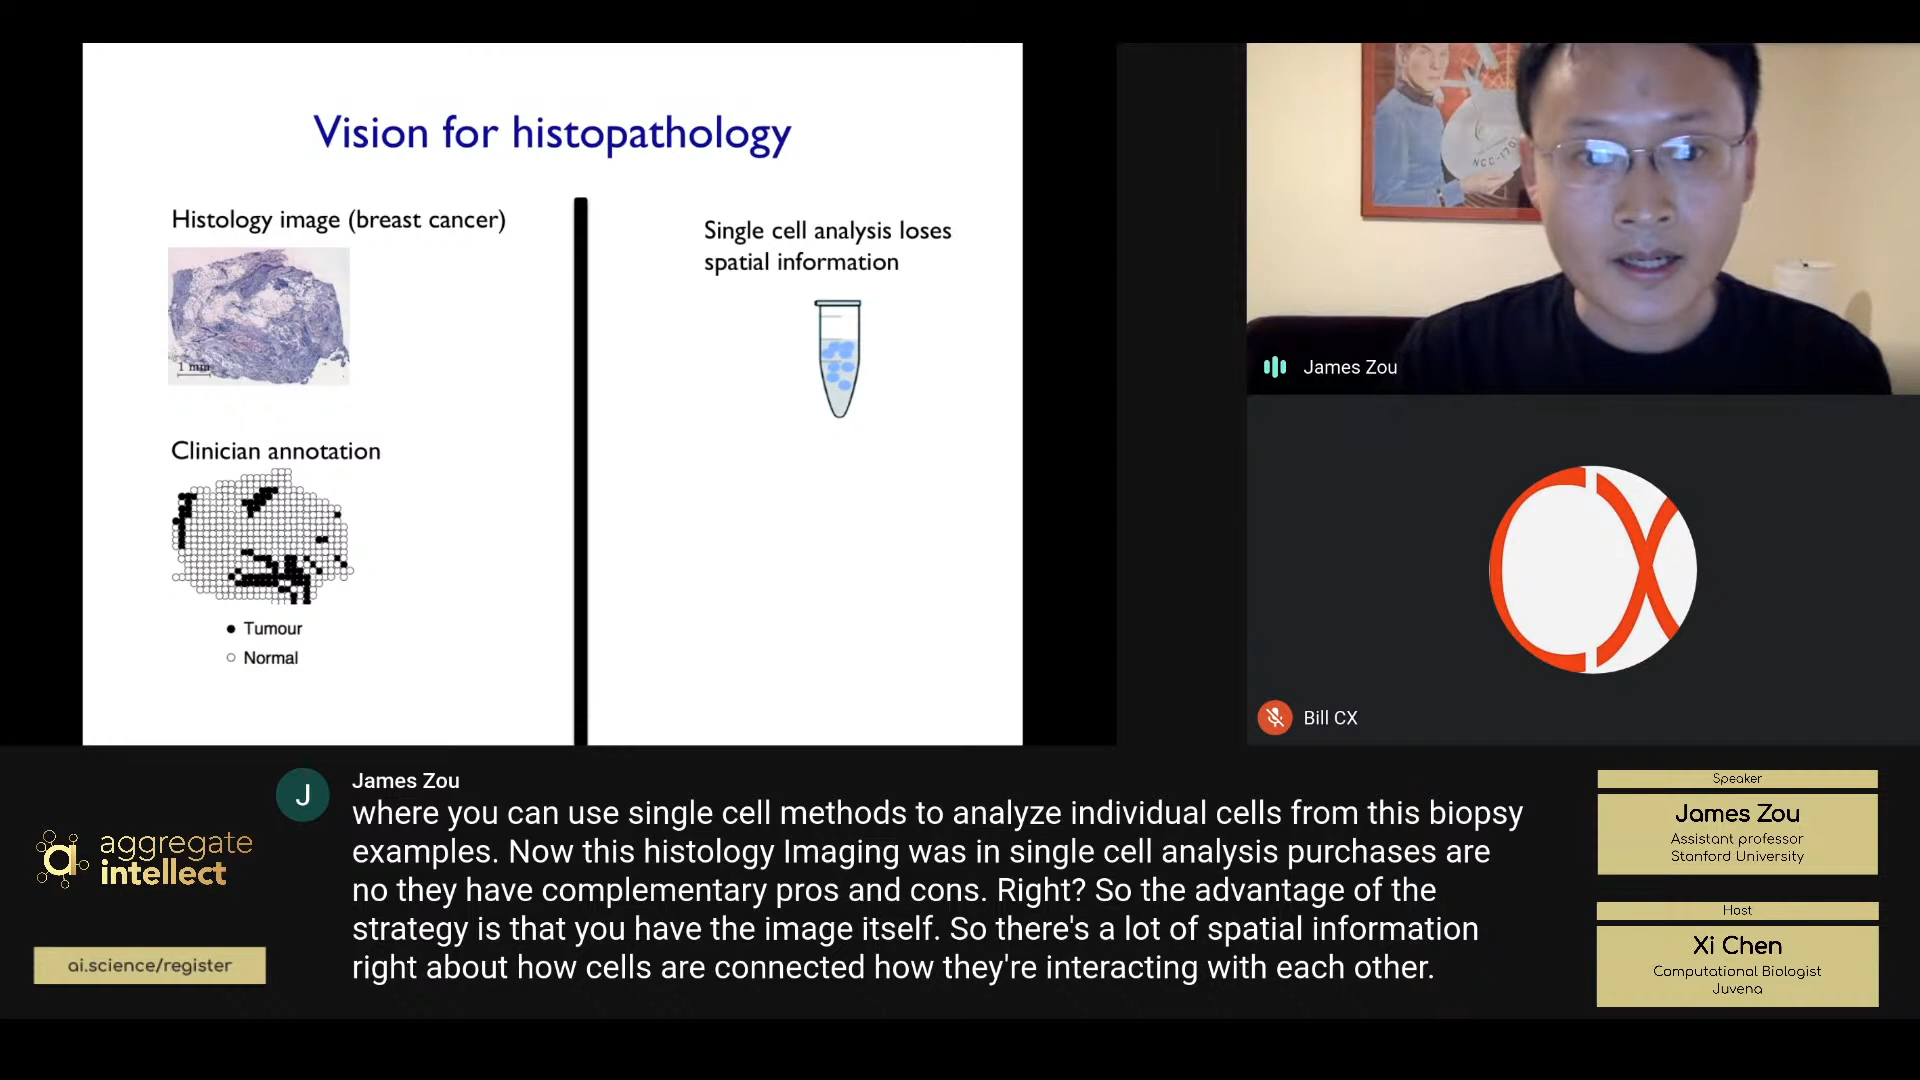 Vision for histopathology
Histology image (breast cancer)
1 mm
Clinician annotation
Tumour
Normal
Single cell analysis loses
spatial information
NCC-170
James Zou
Bill CX
J
James Zou
where you can use single cell methods to analyze individual cells from this biopsy
examples. Now this histology Imaging was in single cell analysis purchases are
no they have complementary pros and cons. Right? So the advantage of the
strategy is that you have the image itself. So there's a lot of spatial information
right about how cells are connected how they're interacting with each other.
aggregate
intellect
ai.science/register
Speaker
James Zou
Assistant professor
Stanford University
Host
Xi Chen
Computational Biologist
Juvena